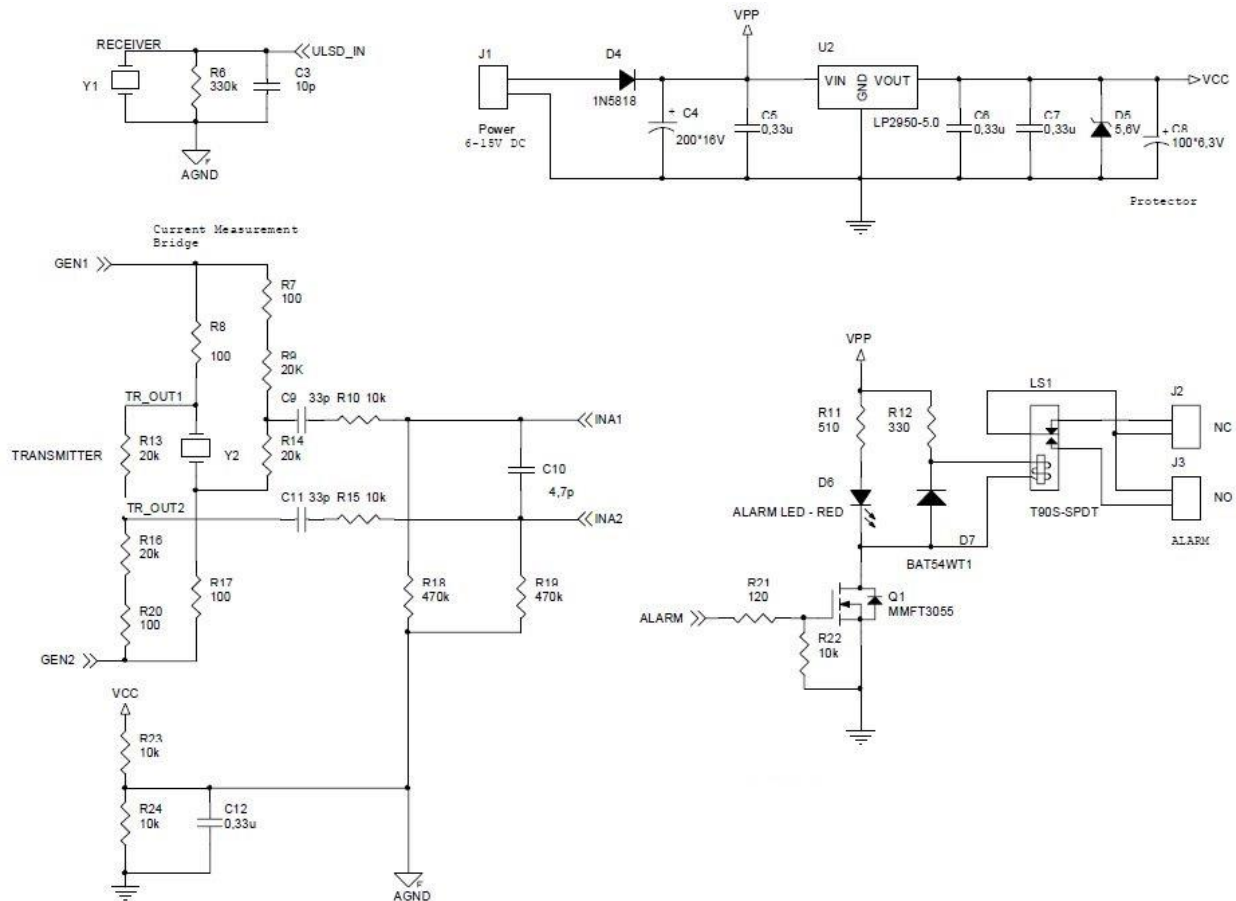 RECEIVER
Y1
R6
330k
C3
10p
ULSD_IN
AGND
J1
Power
6-15V DC
D4
1N5818
VPP
C4
200*16V
C5
0,33u
U2
VIN VOUT
GND
LP2950-5.0
C6
0,33u
C7
0,33u
D5
5,6V
C8
100*6,3V
VCC
Protector
Current Measurement
Bridge
GEN1
R7
100
R8
100
R9
20K
TR_OUT1
C9 33p R10 10k
INA1
R13
20k
TRANSMITTER
Y2
R14
20k
C10
4,7p
TR_OUT2
C11 33p R15 10k
INA2
R16
20k
R17
100
R18
470k
R19
470k
R20
100
GEN2
VCC
R23
10k
R24
10k
C12
0,33u
AGND
VPP
R11
510
R12
330
LS1
J2
NC
J3
NO
D6
ALARM LED - RED
T90S-SPDT
ALARM
D7
BAT54WT1
R21
120
ALARM
Q1
MMFT3055
R22
10k